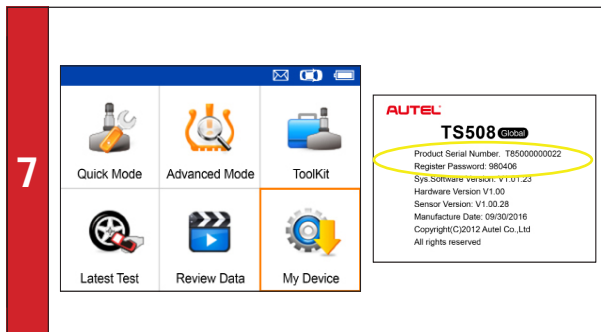 7
Quick Mode
Advanced Mode
ToolKit
Latest Test
Review Data
My Device
AUTEL
TS508 Global
Product Serial Number. T85000000022
Register Password: 980406
Sys.Software Version: V1.01.23
Hardware Version V1.00
Sensor Version: V1.00.28
Manufacture Date: 09/30/2016
Copyright(C)2012 Autel Co.,Ltd
All rights reserved